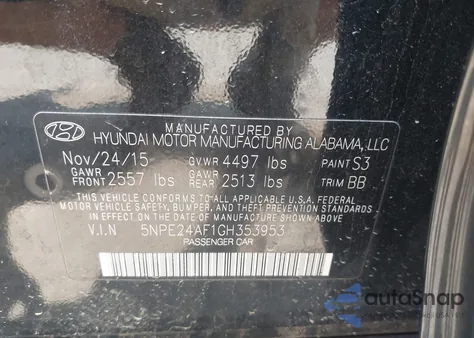 MANUFACTURED BY
HYUNDAI MOTOR MANUFACTURING ALABAMA, LLC
Nov/24/15 GVWR 4497 lbs PAINT S3
GAWR FRONT 2557 lbs GAWR REAR 2513 lbs TRIM BB
THIS VEHICLE CONFORMS TO ALL APPLICABLE U.S.A. FEDERAL
MOTOR VEHICLE SAFETY, BUMPER, AND THEFT PREVENTION STANDARDS
IN EFFECT ON THE DATE OF MANUFACTURE SHOWN ABOVE.
V.I.N 5NPE24AF1GH353953
PASSENGER CAR
autoSnap